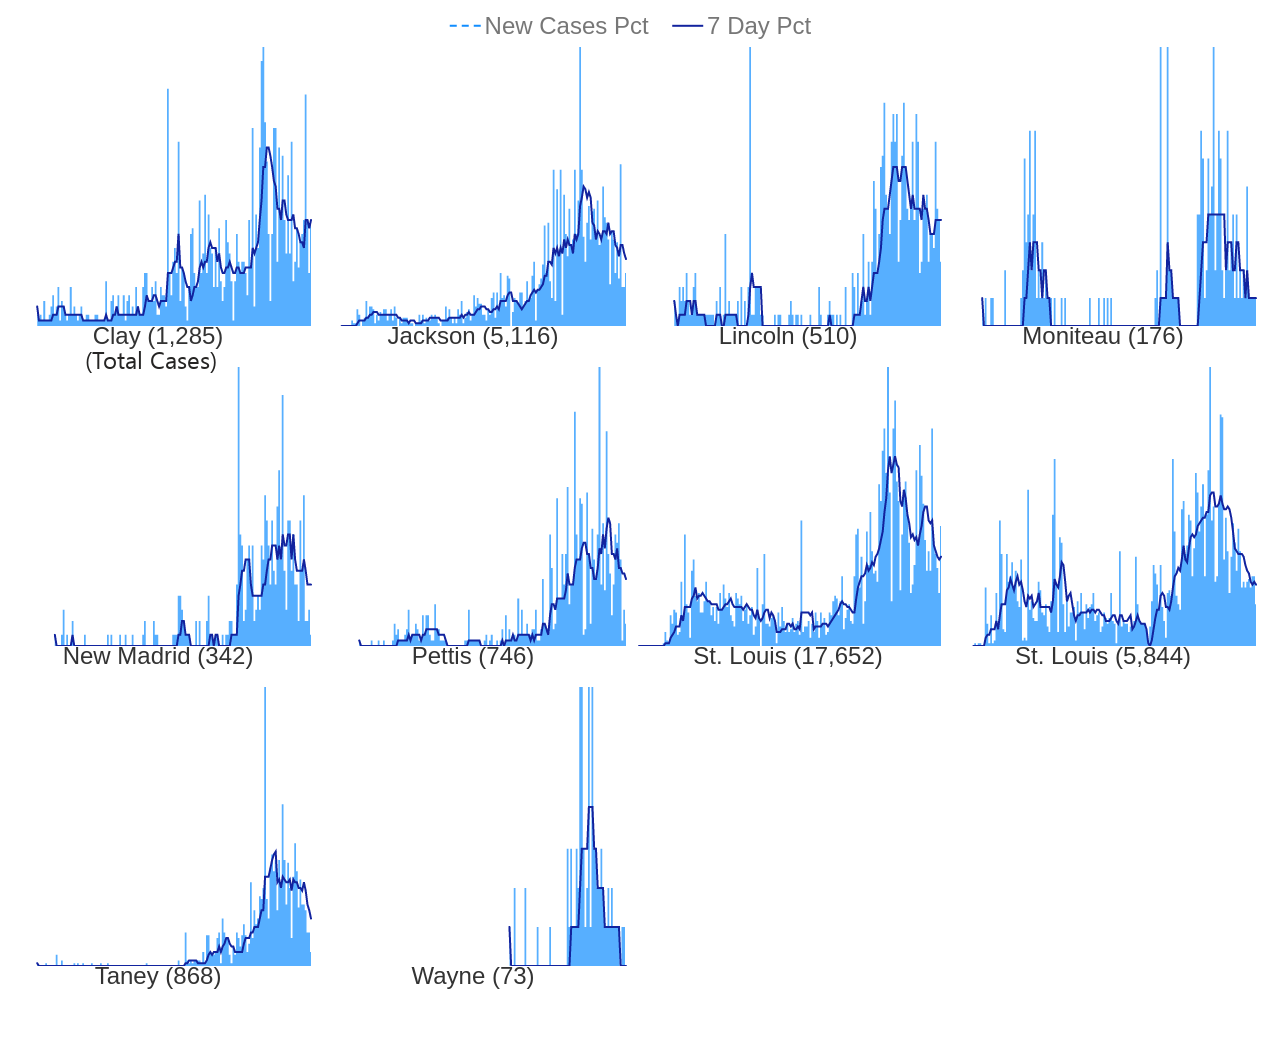 New Cases Pct 7 Day Pct
Clay (1,285) Jackson (5,116) Lincoln (510) Moniteau (176)
(Total Cases)
New Madrid (342) Pettis (746) St. Louis (17,652) St. Louis (5,844)
Taney (868) Wayne (73)